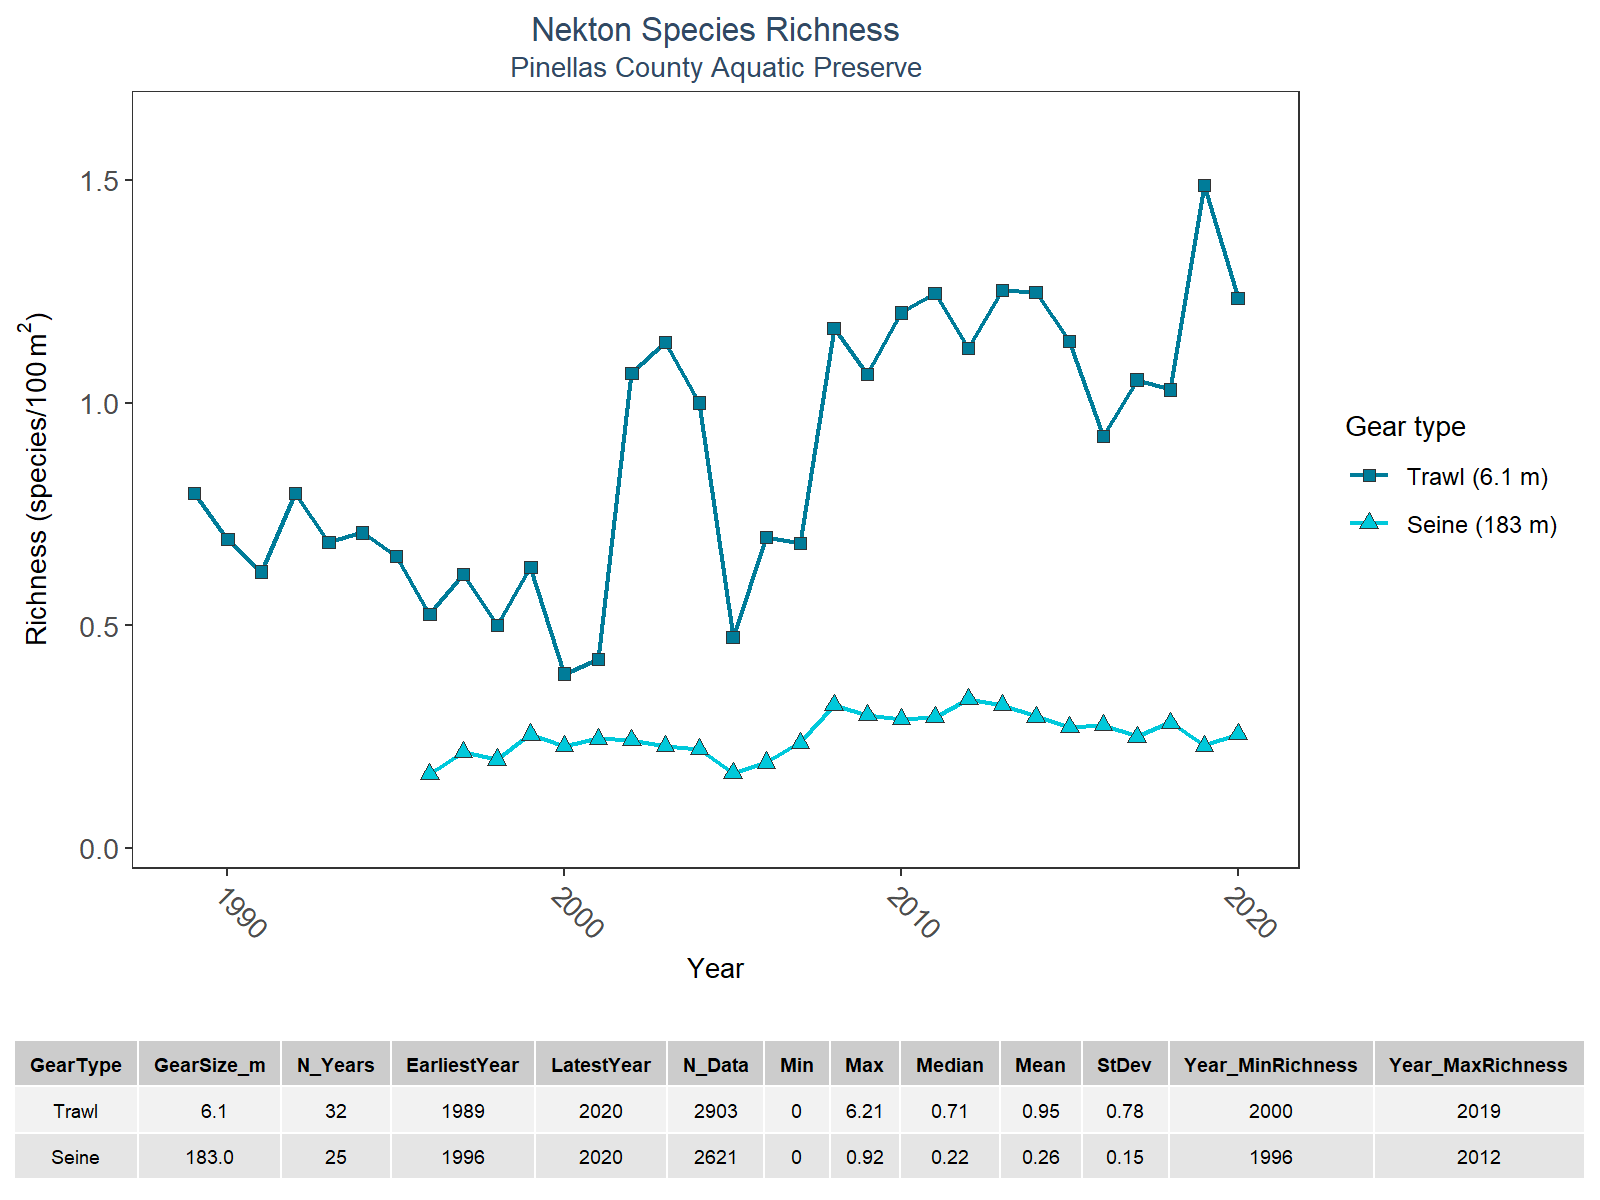 Nekton Species Richness
Pinellas County Aquatic Preserve
Richness (species/100 m²)
1.5
1.0
0.5
0.0
1990
2000
2010
2020
Year
Gear type
Trawl (6.1 m)
Seine (183 m)
GearType GearSize_m N_Years EarliestYear LatestYear N_Data Min Max Median Mean StDev Year_MinRichness Year_MaxRichness
Trawl 6.1 32 1989 2020 2903 0 6.21 0.71 0.95 0.78 2000 2019
Seine 183.0 25 1996 2020 2621 0 0.92 0.22 0.26 0.15 1996 2012